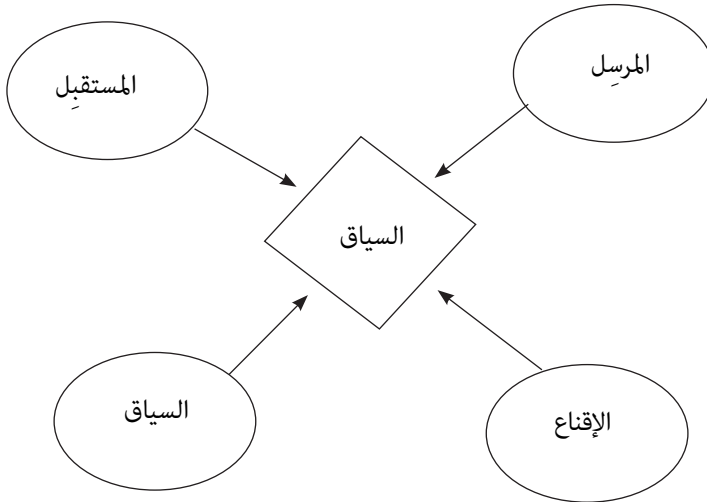 المرسِل
المستقبِل
السياق
السياق
الإقناع